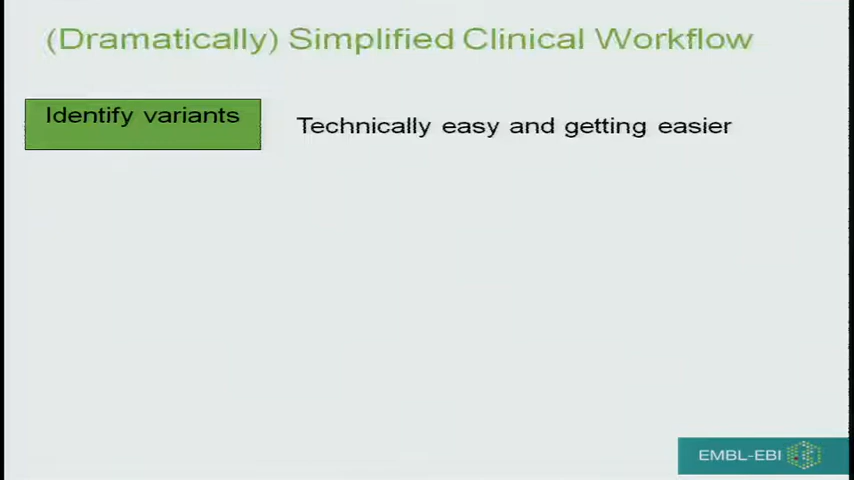 (Dramatically) Simplified Clinical Workflow
Identify variants
Technically easy and getting easier
EMBL-EBI